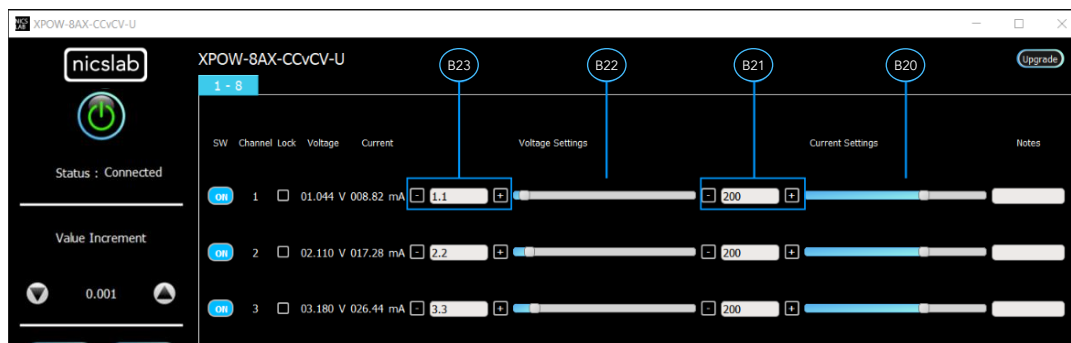 NICS LAB XPOW-8AX-CCvCV-U
nicslab
XPOW-8AX-CCvCV-U
B23 B22 B21 B20
Upgrade
1 - 8
SW Channel Lock Voltage Current Voltage Settings Current Settings Notes
Status : Connected
ON 1 01.044 V 008.82 mA - 1.1 + - 200 +
Value Increment
ON 2 02.110 V 017.28 mA - 2.2 + - 200 +
0.001
ON 3 03.180 V 026.44 mA - 3.3 + - 200 +